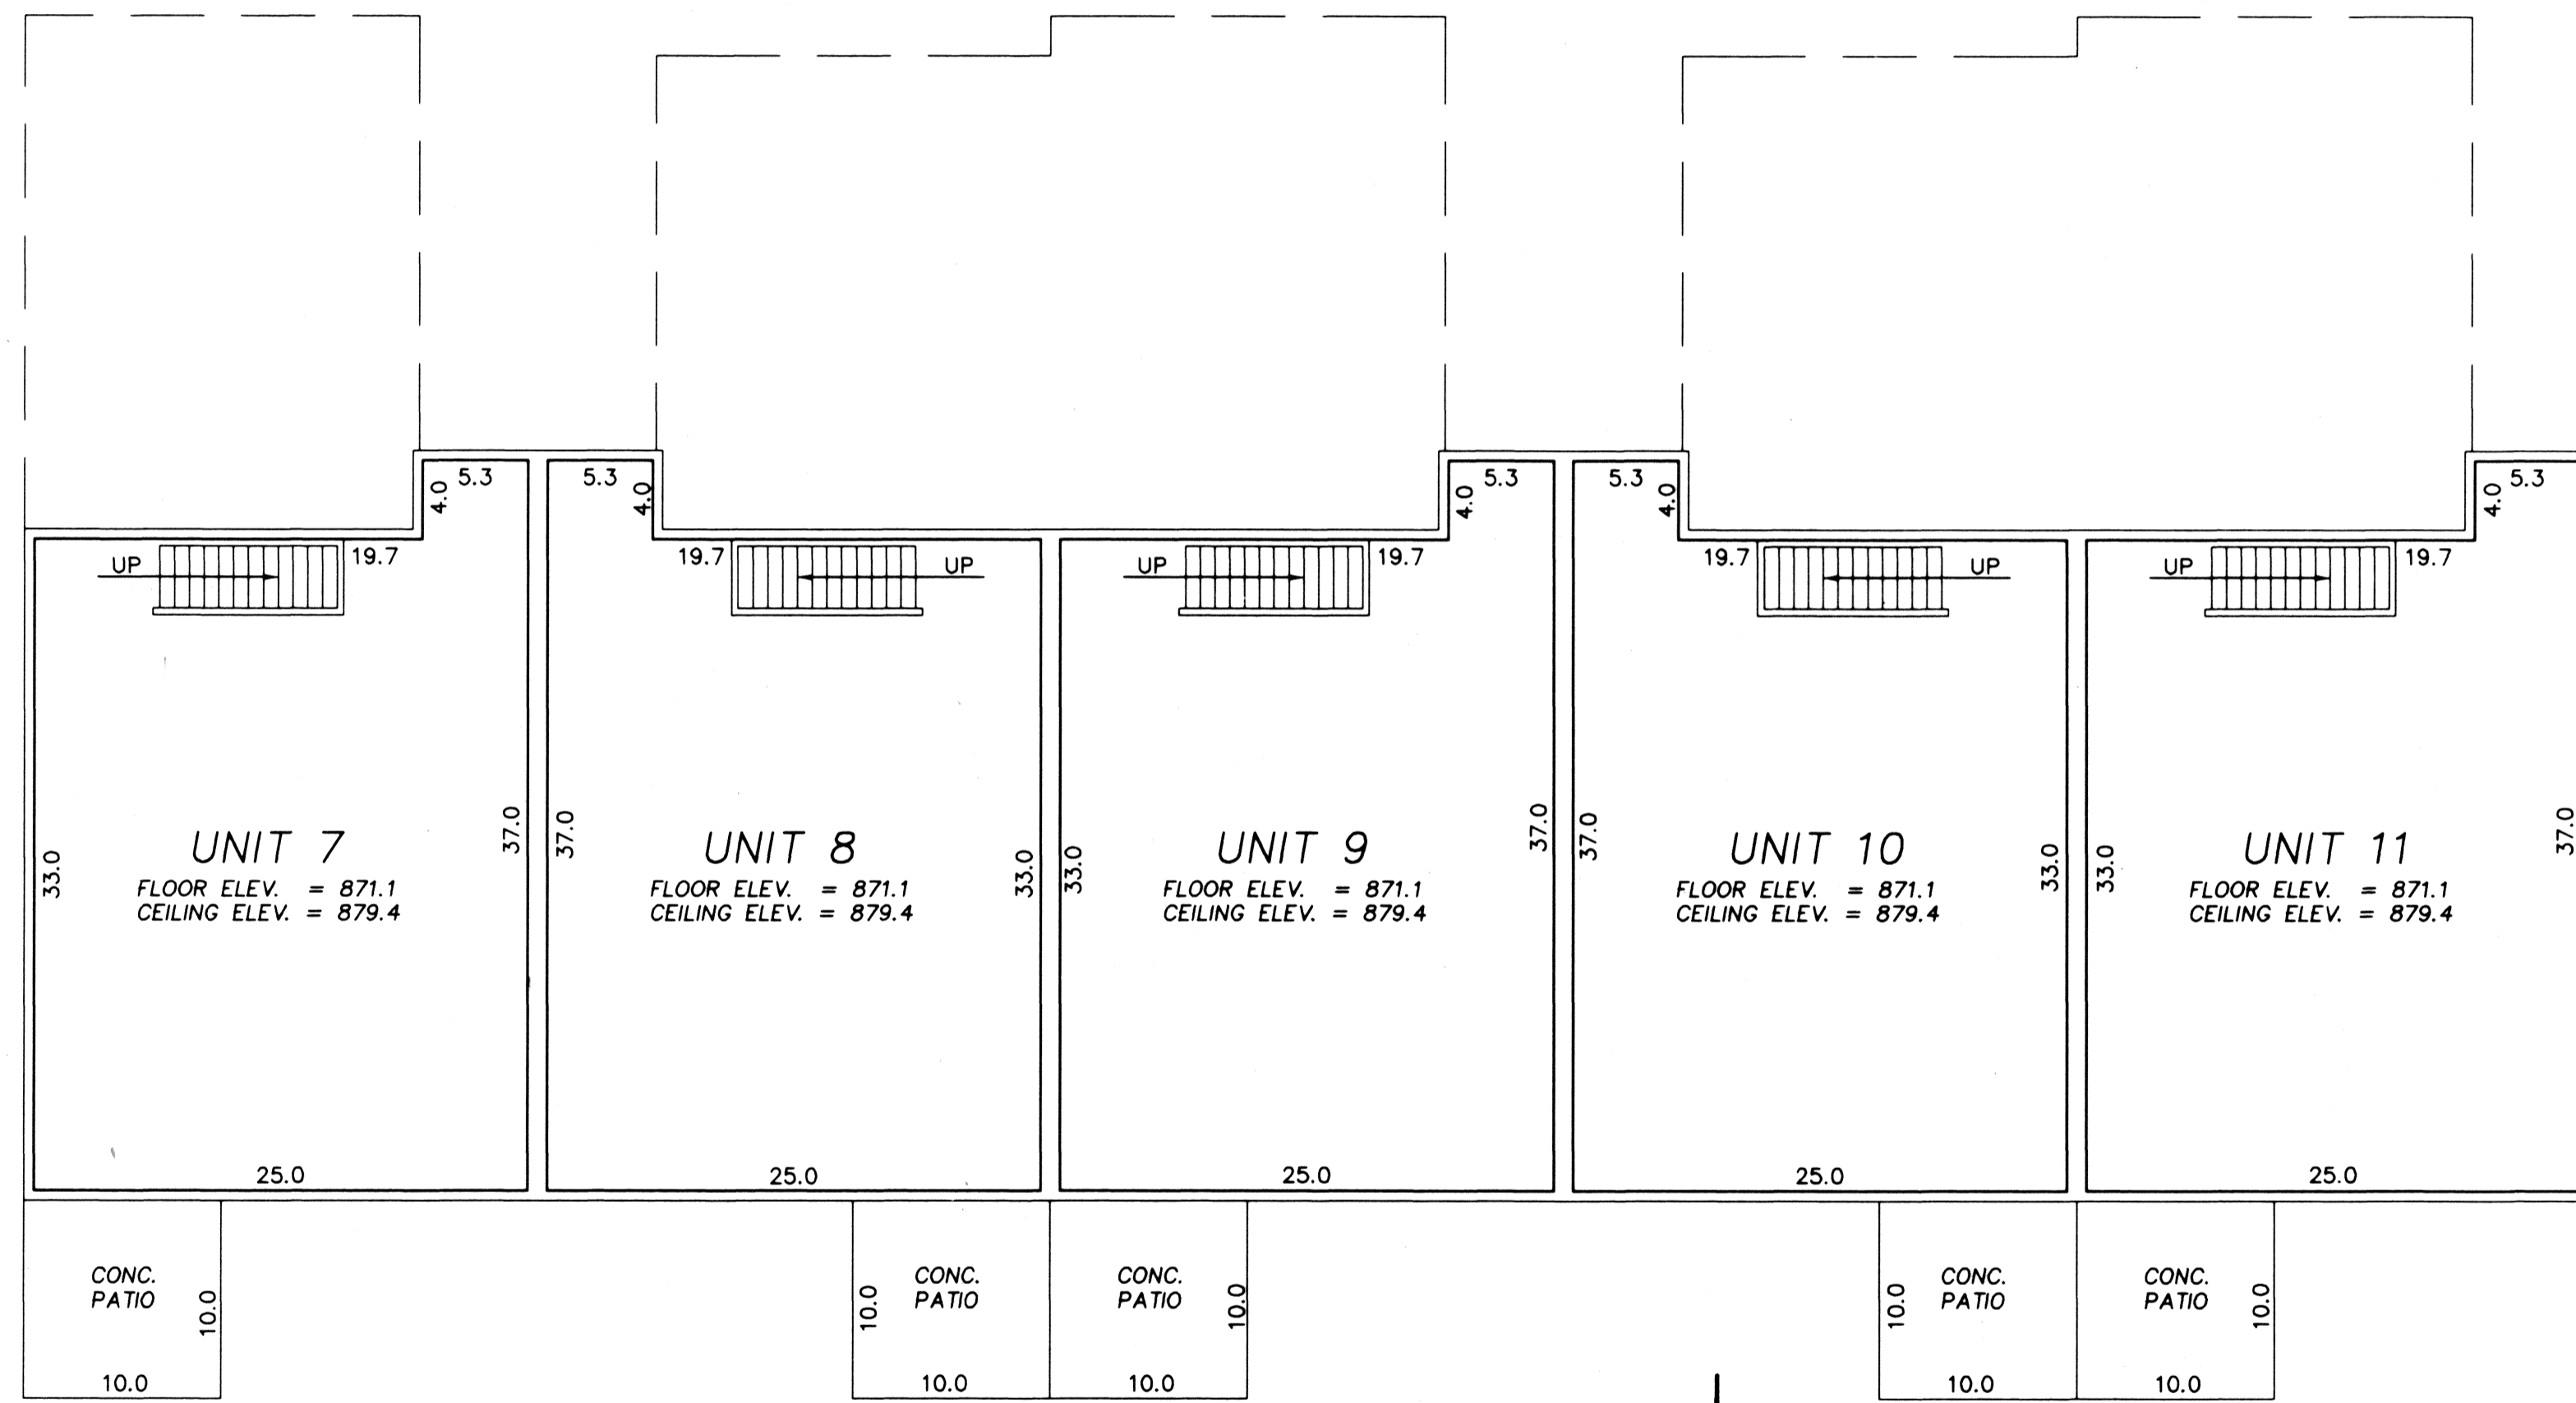 5.3 5.3 5.3 5.3 5.3
4.0 4.0 4.0 4.0 4.0
19.7 19.7 19.7 19.7 19.7
UP UP UP UP UP
37.0 37.0 37.0 37.0 37.0
UNIT 7 UNIT 8 UNIT 9 UNIT 10 UNIT 11
33.0 33.0 33.0 33.0 33.0
FLOOR ELEV. = 871.1 FLOOR ELEV. = 871.1 FLOOR ELEV. = 871.1 FLOOR ELEV. = 871.1 FLOOR ELEV. = 871.1
CEILING ELEV. = 879.4 CEILING ELEV. = 879.4 CEILING ELEV. = 879.4 CEILING ELEV. = 879.4 CEILING ELEV. = 879.4
25.0 25.0 25.0 25.0 25.0
CONC. CONC. CONC. CONC. CONC.
PATIO PATIO PATIO PATIO PATIO
10.0 10.0 10.0 10.0 10.0
10.0 10.0 10.0 10.0 10.0